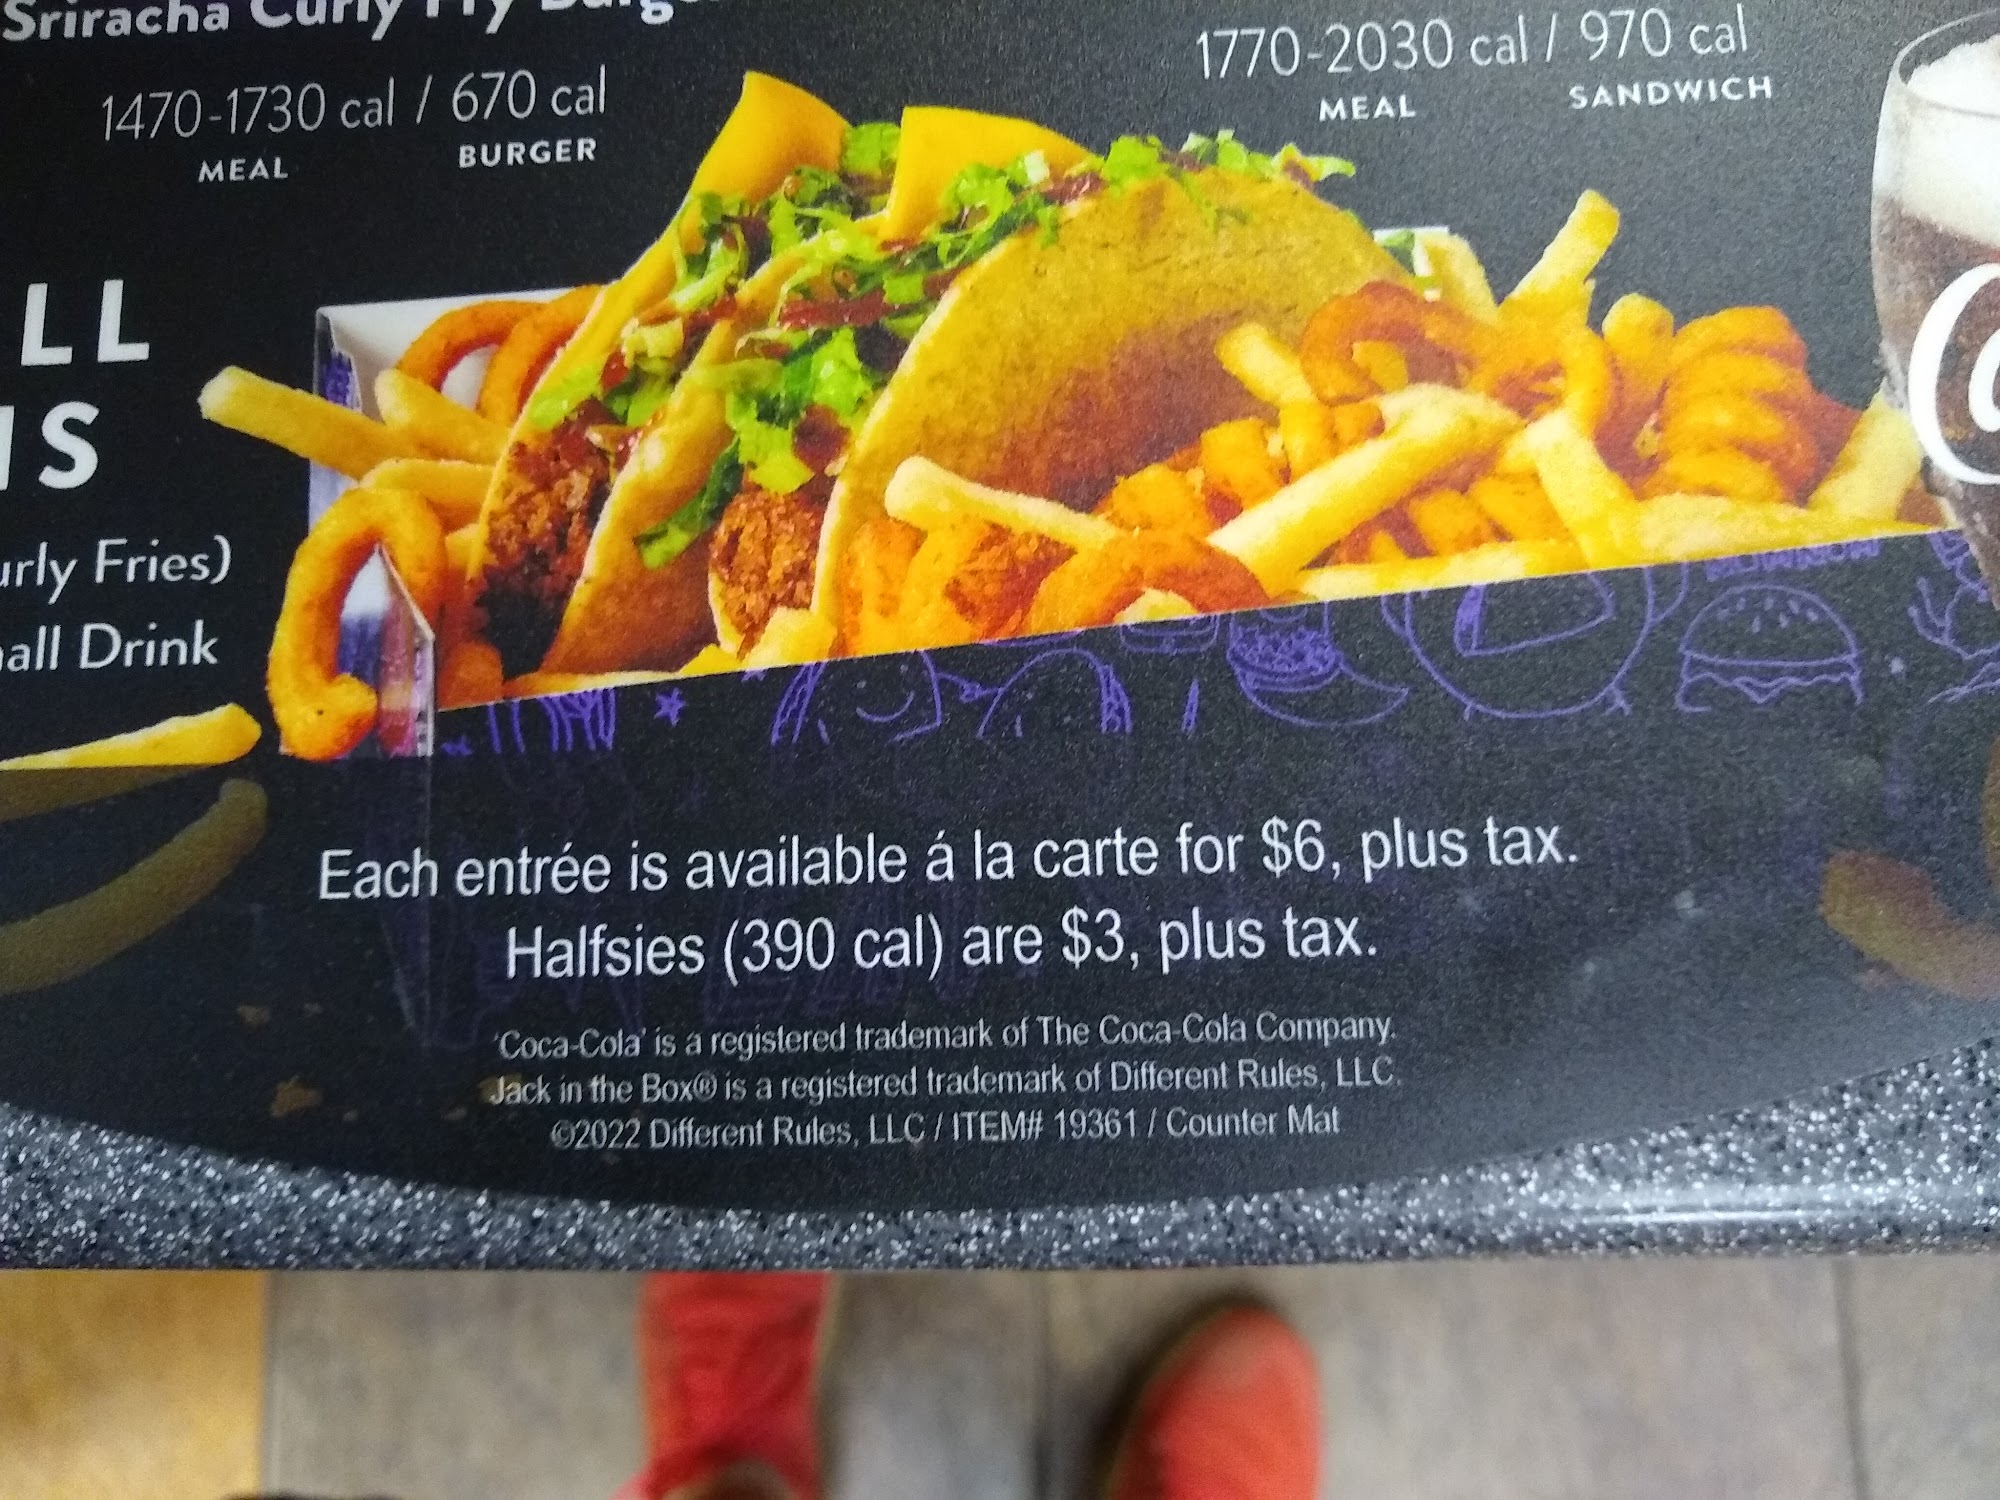 Sriracha Curly Fry
1470-1730 cal / 670 cal
MEAL BURGER
1770-2030 cal / 970 cal
MEAL SANDWICH
LL
IS
urly Fries)
all Drink
Each entrée is available á la carte for $6, plus tax.
Halfsies (390 cal) are $3, plus tax.
'Coca-Cola' is a registered trademark of The Coca-Cola Company.
Jack in the Box® is a registered trademark of Different Rules, LLC.
©2022 Different Rules, LLC / ITEM# 19361 / Counter Mat